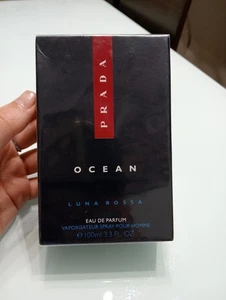 PRADA
OCEAN
LUNA ROSSA
EAU DE PARFUM
VAPORISATEUR SPRAY POUR HOMME
℮ 100ml 3.3 FL. OZ